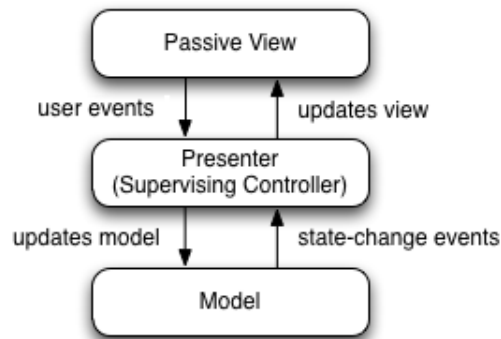 Passive View
user events
updates view
Presenter
(Supervising Controller)
updates model
state-change events
Model